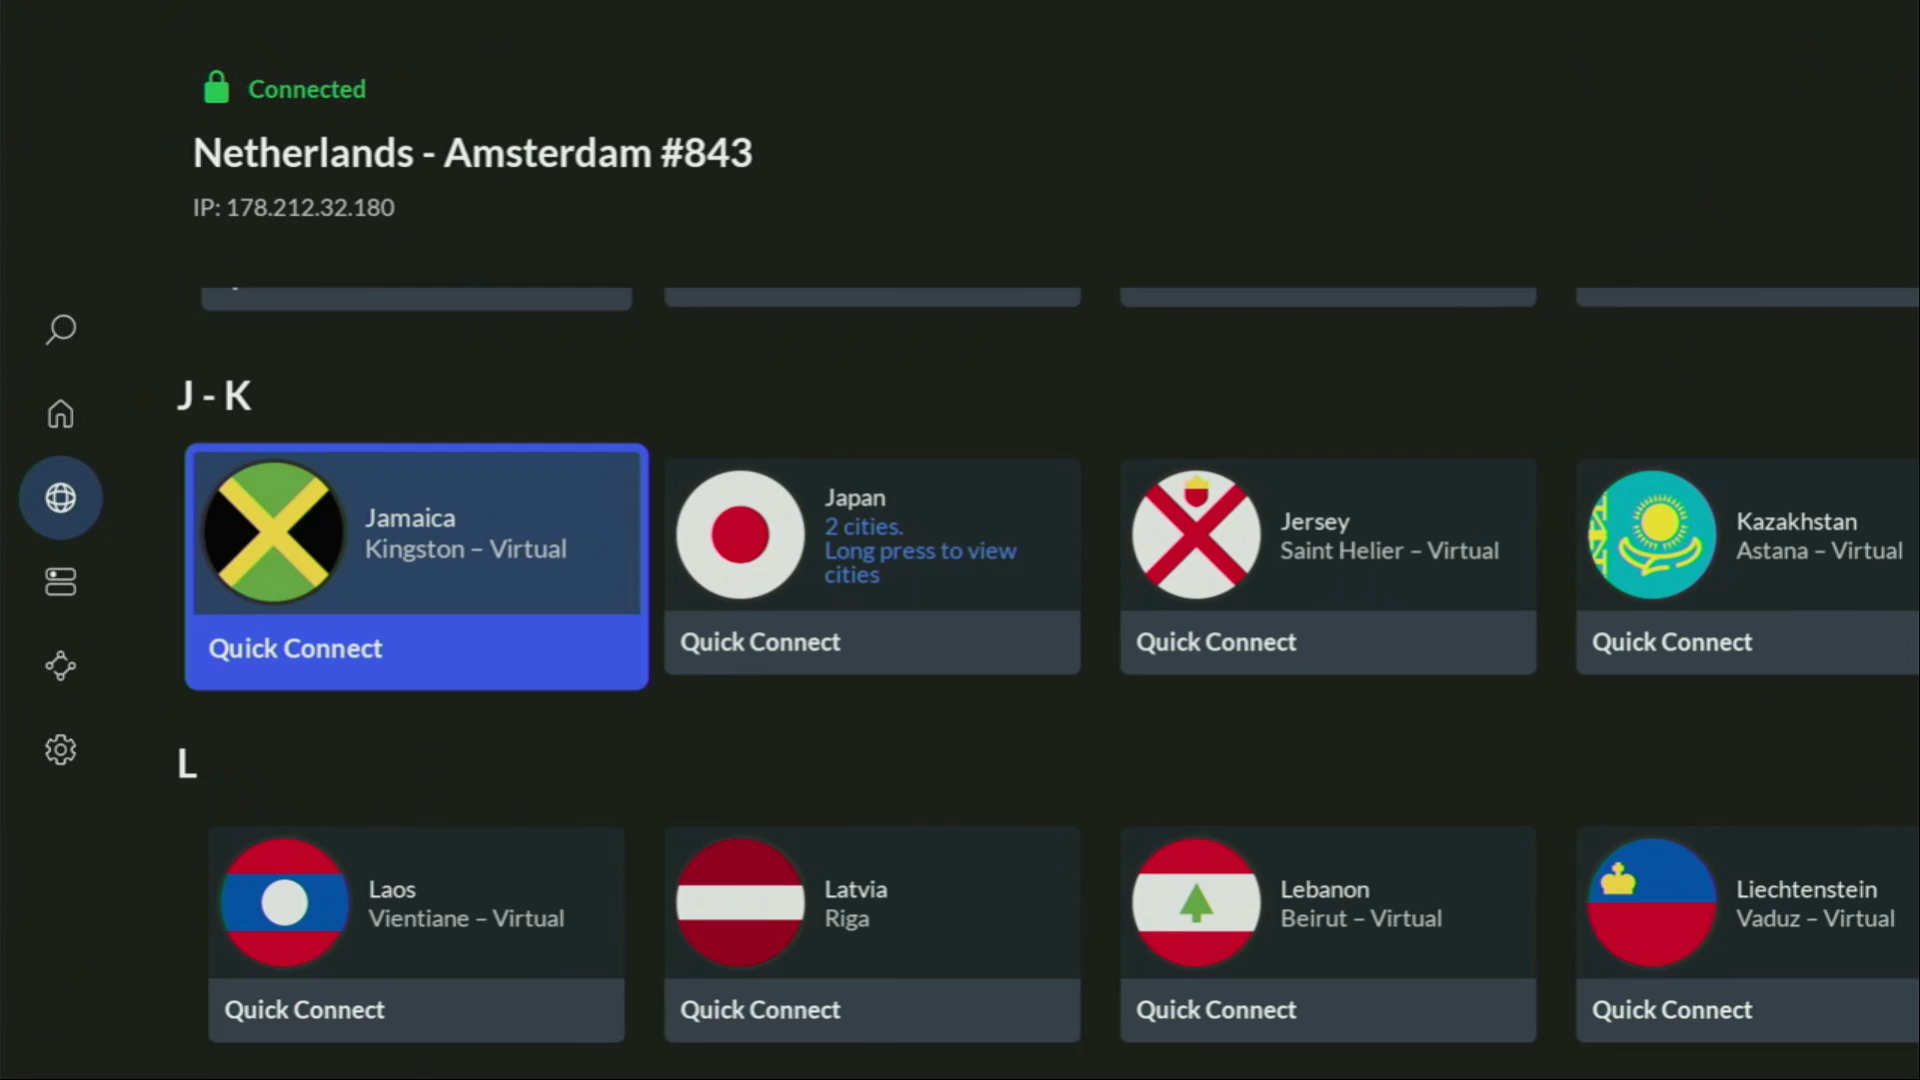 Connected
Netherlands - Amsterdam #843
IP: 178.212.32.180
J - K
Jamaica
Kingston – Virtual
Quick Connect
Japan
2 cities.
Long press to view
cities
Quick Connect
Jersey
Saint Helier – Virtual
Quick Connect
Kazakhstan
Astana – Virtual
Quick Connect
L
Laos
Vientiane – Virtual
Quick Connect
Latvia
Riga
Quick Connect
Lebanon
Beirut – Virtual
Quick Connect
Liechtenstein
Vaduz – Virtual
Quick Connect